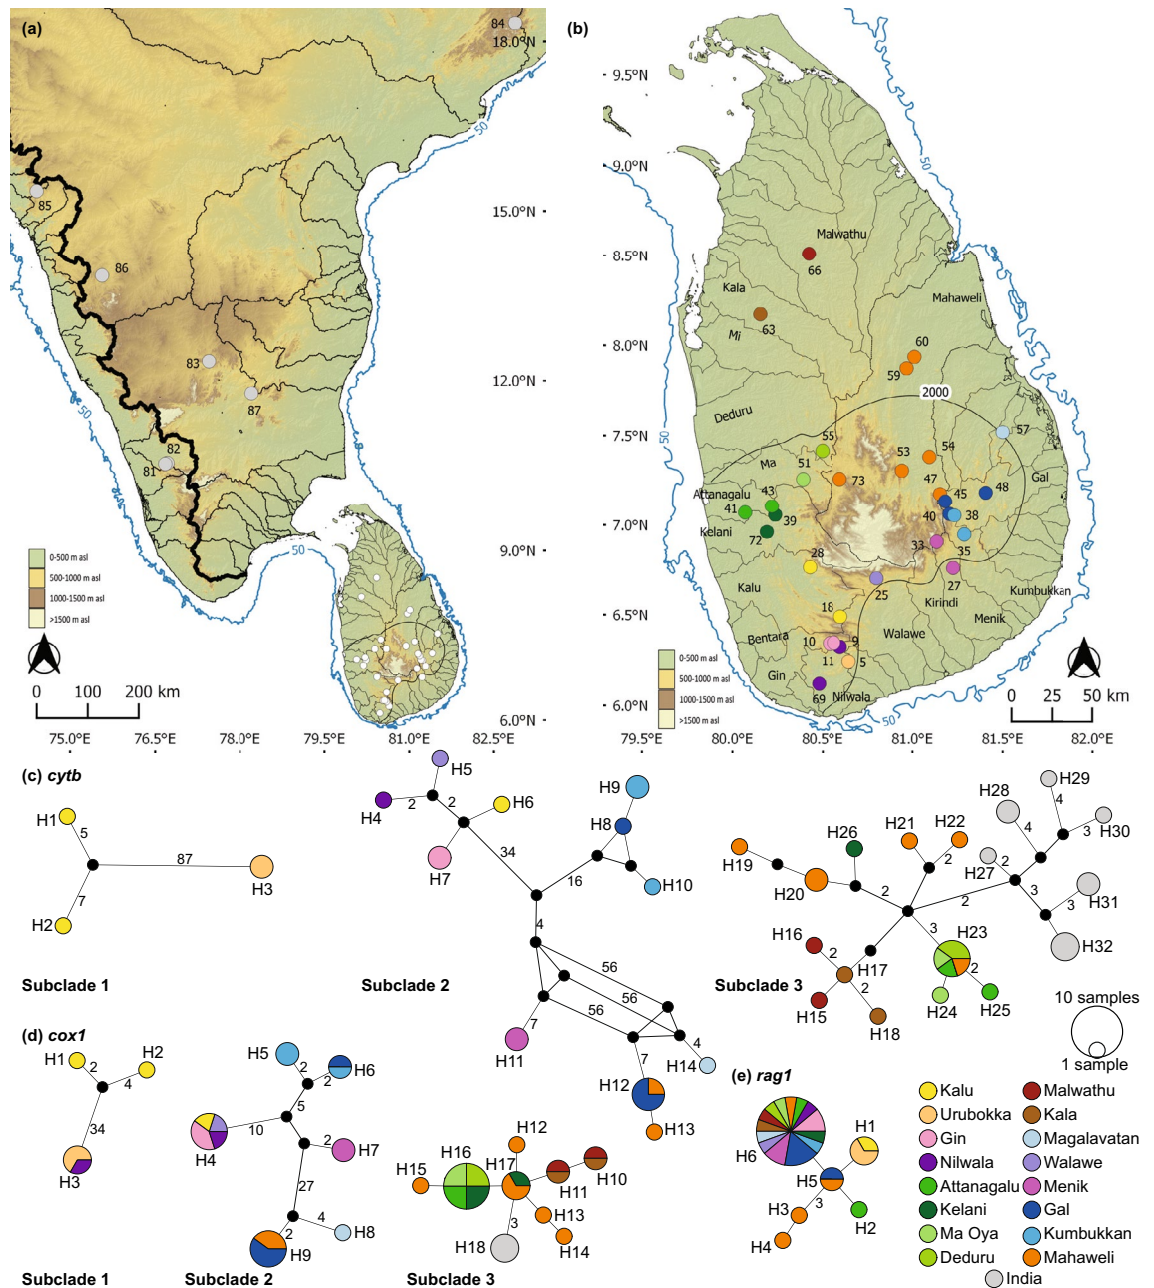 (a)
84
18.0°N
50
85
15.0°N
86
83
12.0°N
87
50
82
81
9.0°N
50
0-500 m asl
500-1000 m asl
1000-1500 m asl
>1500 m asl
0 100 200 km
6.0°N
75.0°E 76.5°E 78.0°E 79.5°E 81.0°E 82.5°E
(b)
9.5°N
50
9.0°N
Malwathu
8.5°N
66
Kala
Mahaweli
63
Mi
60
8.0°N
59
2000
Deduru
57
50
7.5°N
55
54
53
Ma
51
47
45
48
Gal
73
Attanagalu
43
41
39
40
38
7.0°N
Kelani
72
33
35
28
27
25
Kumbukkan
Kalu
Kirindi
Menik
18
6.5°N
Walawe
Bentara
10
9
11
5
0-500 m asl
500-1000 m asl
1000-1500 m asl
>1500 m asl
Gin
Nilwala
69
50
6.0°N
0 25 50 km
79.5°E 80.0°E 80.5°E 81.0°E 81.5°E 82.0°E
(c) cytb
H1
5
87
H3
7
H2
Subclade 1
H5
2
2
H4
H6
H7
34
H9
H8
16
H10
4
56
56
56
7
H11
4
H14
7
H12
H13
Subclade 2
H19
H20
H26
2
H21
H22
2
2
H28
4
H29
4
3
H30
H27
2
3
3
H31
H32
3
H23
2
H24
H25
H16
2
H17
H15
2
H18
Subclade 3
10 samples
1 sample
(d) cox1
H1
2
H2
4
34
H3
Subclade 1
H5
2
H6
2
5
10
H4
2
H7
27
4
H8
2
H9
Subclade 2
H12
H16
H17
H15
H11
H10
H13
H14
3
H18
Subclade 3
(e) rag1
H6
H1
H5
H3
3
H2
H4
Kalu
Urubokka
Gin
Nilwala
Attanagalu
Kelani
Ma Oya
Deduru
Malwathu
Kala
Magalavatan
Walawe
Menik
Gal
Kumbukkan
Mahaweli
India